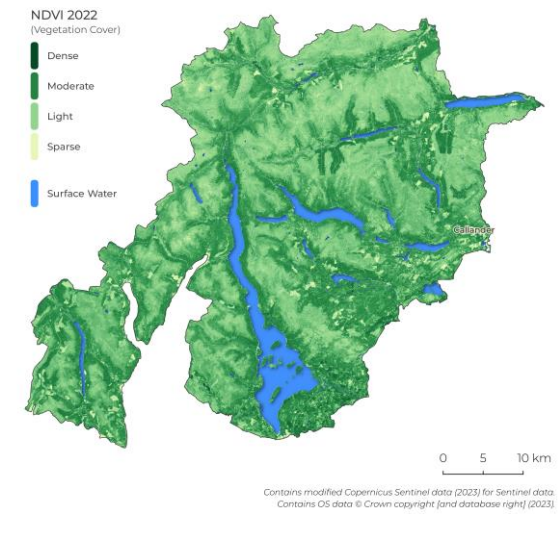 NDVI 2022
(Vegetation Cover)
Dense
Moderate
Light
Sparse
Surface Water
Callander
0 5 10 km
Contains modified Copernicus Sentinel data (2023) for Sentinel data.
Contains OS data © Crown copyright [and database right] (2023).